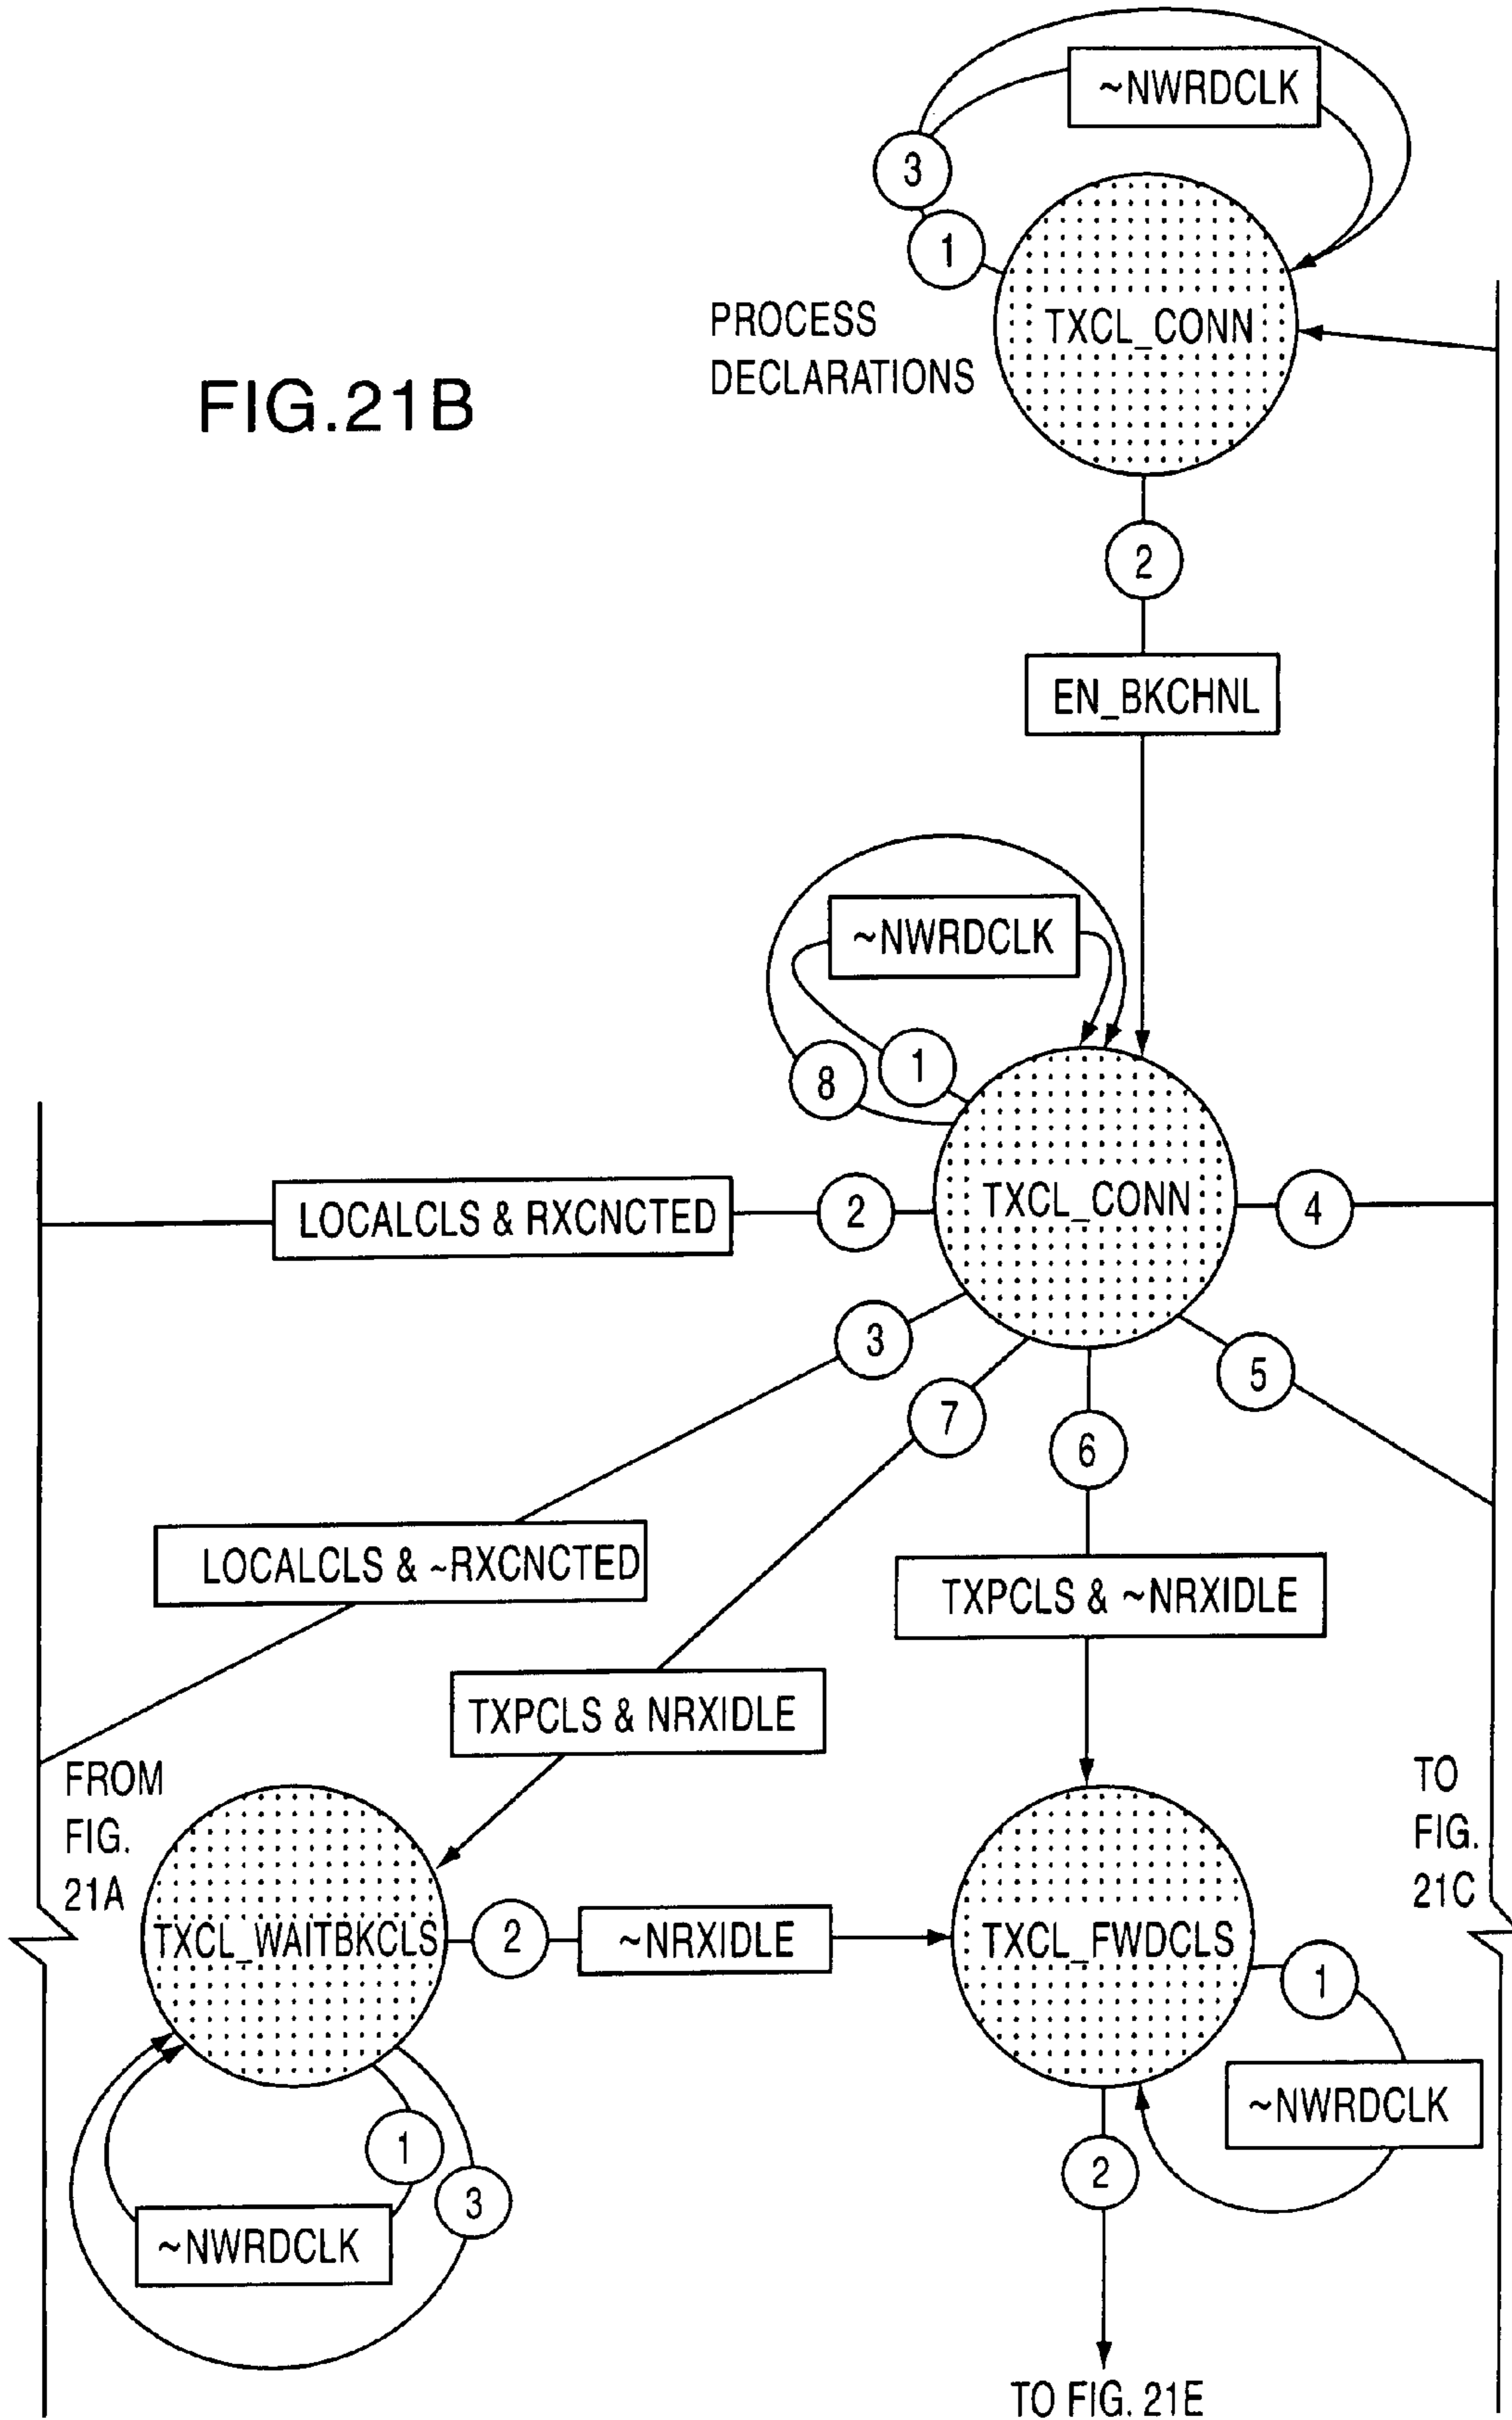 ~NWRDCLK
3
1
PROCESS
DECLARATIONS
TXCL_CONN
FIG.21B
2
EN_BKCHNL
~NWRDCLK
8
1
LOCALCLS & RXCNCTED
2
TXCL_CONN
4
3
5
7
6
LOCALCLS & ~RXCNCTED
TXPCLS & ~NRXIDLE
TXPCLS & NRXIDLE
FROM
FIG.
21A
TO
FIG.
21C
TXCL_WAITBKCLS
2
~NRXIDLE
TXCL_FWDCLS
1
~NWRDCLK
1
3
2
~NWRDCLK
TO FIG. 21E